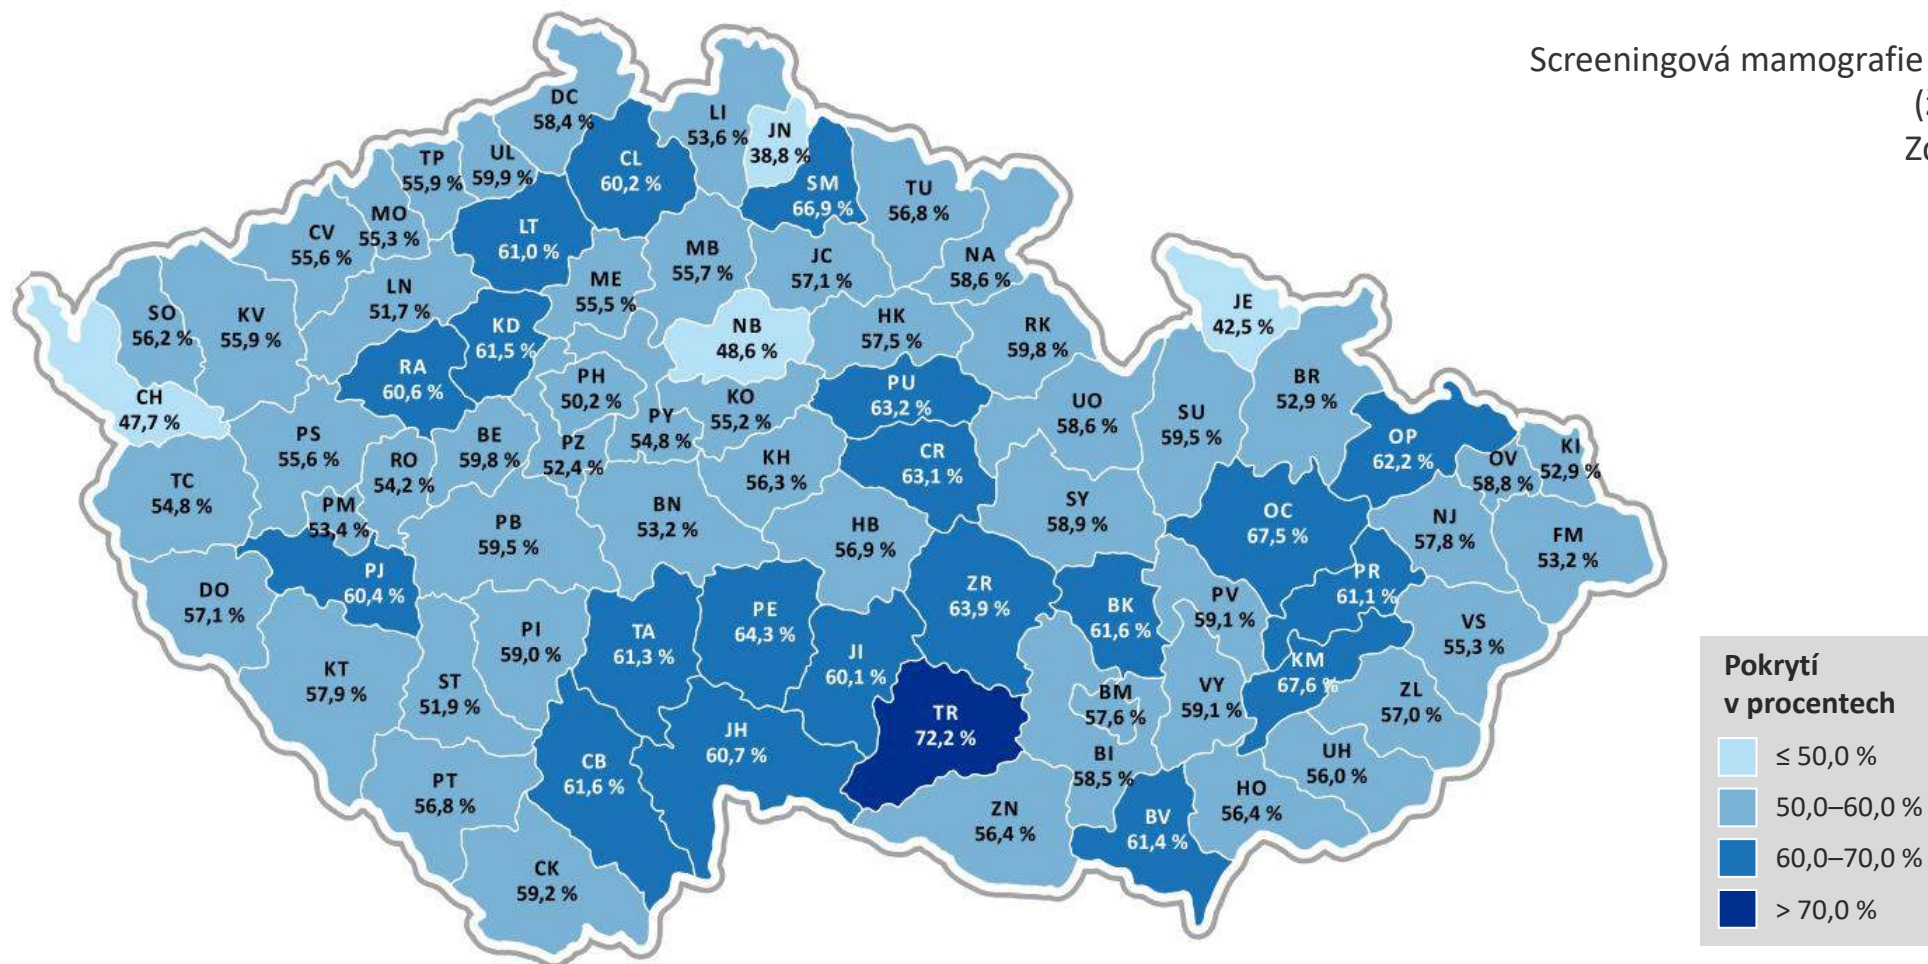 Screeningová mamografie
DC
58,4 %
LI
53,6 %
JN
38,8 %
TP
55,9 %
UL
59,9 %
CL
60,2 %
SM
66,9 %
TU
56,8 %
MO
55,3 %
CV
55,6 %
LT
61,0 %
MB
55,7 %
JC
57,1 %
NA
58,6 %
ME
55,5 %
LN
51,7 %
SO
56,2 %
KV
55,9 %
KD
61,5 %
NB
48,6 %
HK
57,5 %
RK
59,8 %
JE
42,5 %
RA
60,6 %
PH
50,2 %
CH
47,7 %
PY
54,8 %
KO
55,2 %
PU
63,2 %
UO
58,6 %
SU
59,5 %
BR
52,9 %
PS
55,6 %
BE
59,8 %
PZ
52,4 %
RO
54,2 %
KH
56,3 %
CR
63,1 %
OP
62,2 %
OV
58,8 %
KI
52,9 %
TC
54,8 %
PM
53,4 %
PB
59,5 %
BN
53,2 %
HB
56,9 %
SY
58,9 %
OC
67,5 %
NJ
57,8 %
FM
53,2 %
PJ
60,4 %
DO
57,1 %
PI
59,0 %
TA
61,3 %
PE
64,3 %
ZR
63,9 %
BK
61,6 %
PV
59,1 %
PR
61,1 %
VS
55,3 %
KT
57,9 %
ST
51,9 %
JI
60,1 %
KM
67,6 %
TR
72,2 %
BM
57,6 %
VY
59,1 %
ZL
57,0 %
JH
60,7 %
CB
61,6 %
PT
56,8 %
BI
58,5 %
UH
56,0 %
HO
56,4 %
ZN
56,4 %
BV
61,4 %
CK
59,2 %
Pokrytí
v procentech
≤ 50,0 %
50,0–60,0 %
60,0–70,0 %
> 70,0 %